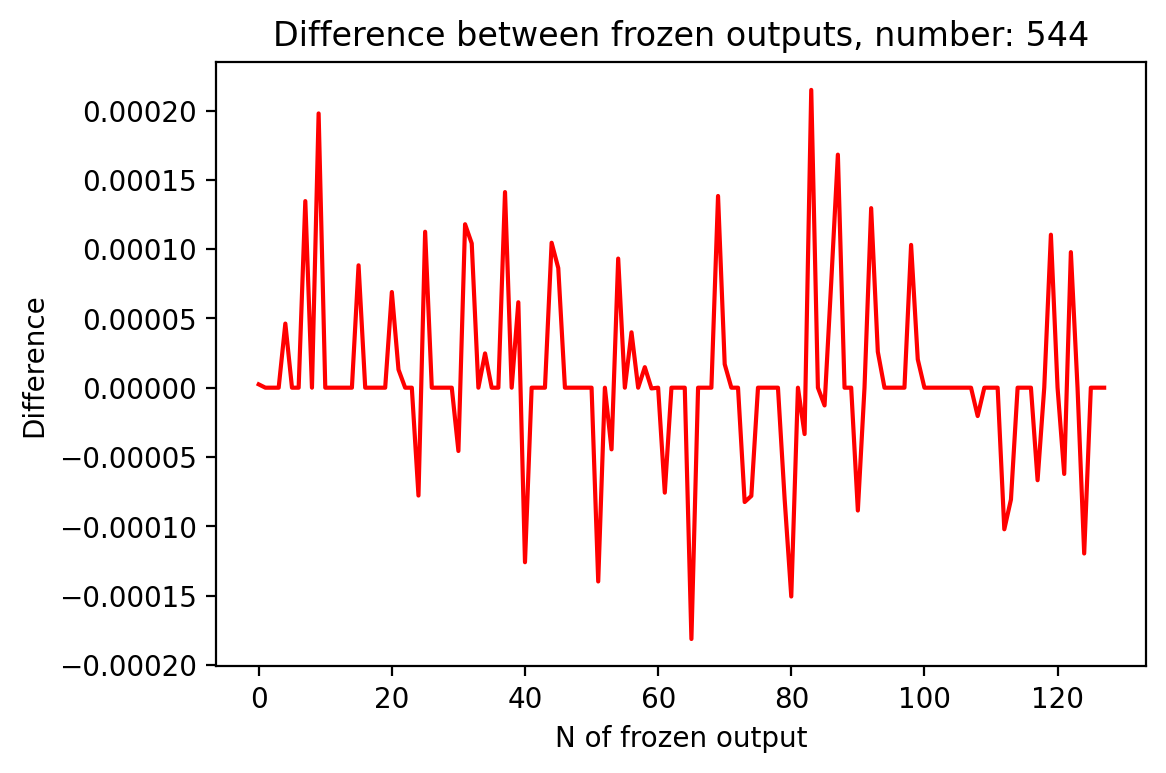 Difference between frozen outputs, number: 544
Difference
0.00020
0.00015
0.00010
0.00005
0.00000
−0.00005
−0.00010
−0.00015
−0.00020
0 20 40 60 80 100 120
N of frozen output